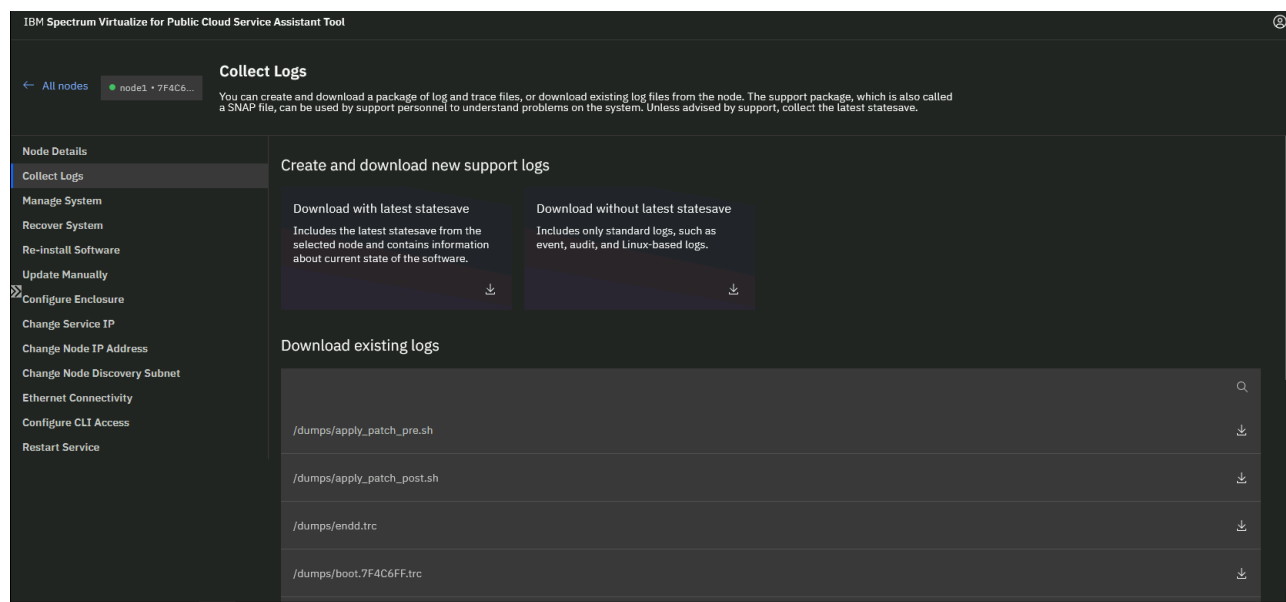 IBM Spectrum Virtualize for Public Cloud Service Assistant Tool
← All nodes
node1 • 7F4C6...
Collect Logs
You can create and download a package of log and trace files, or download existing log files from the node. The support package, which is also called
a SNAP file, can be used by support personnel to understand problems on the system. Unless advised by support, collect the latest statesave.
Node Details
Collect Logs
Manage System
Recover System
Re-install Software
Update Manually
Configure Enclosure
Change Service IP
Change Node IP Address
Change Node Discovery Subnet
Ethernet Connectivity
Configure CLI Access
Restart Service
Create and download new support logs
Download with latest statesave
Includes the latest statesave from the
selected node and contains information
about current state of the software.
Download without latest statesave
Includes only standard logs, such as
event, audit, and Linux-based logs.
Download existing logs
/dumps/apply_patch_pre.sh
/dumps/apply_patch_post.sh
/dumps/endd.trc
/dumps/boot.7F4C6FF.trc